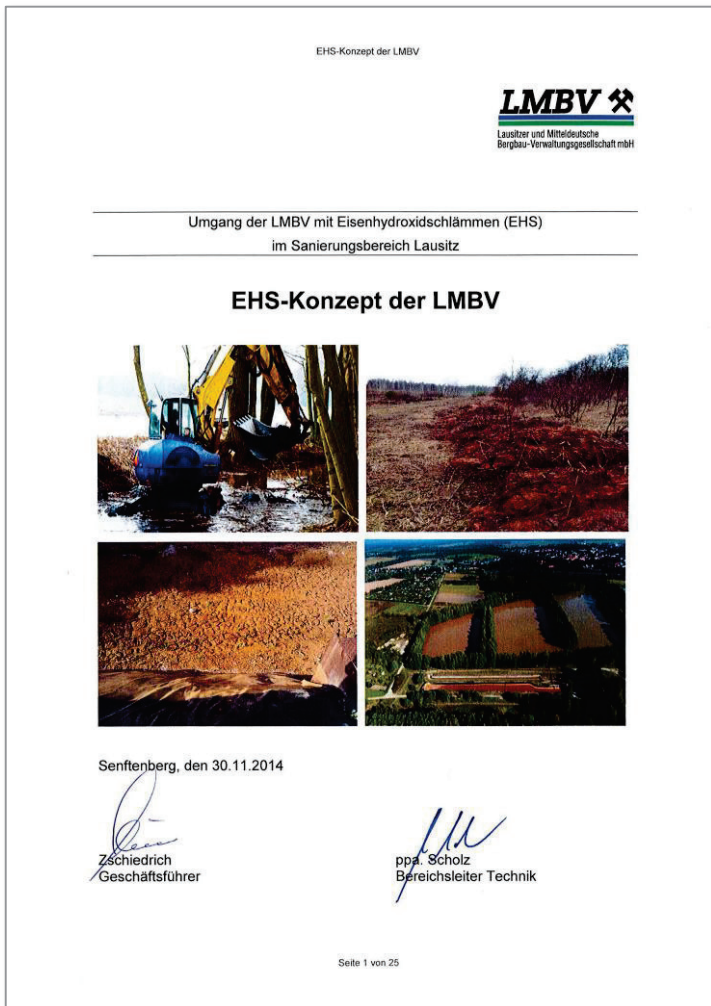 EHS-Konzept der LMBV
LMBV
Lausitzer und Mitteldeutsche
Bergbau-Verwaltungsgesellschaft mbH
Umgang der LMBV mit Eisenhydroxidschlämmen (EHS)
im Sanierungsbereich Lausitz
EHS-Konzept der LMBV
Senftenberg, den 30.11.2014
Zschiedrich
Geschäftsführer
ppa. Scholz
Bereichsleiter Technik
Seite 1 von 25